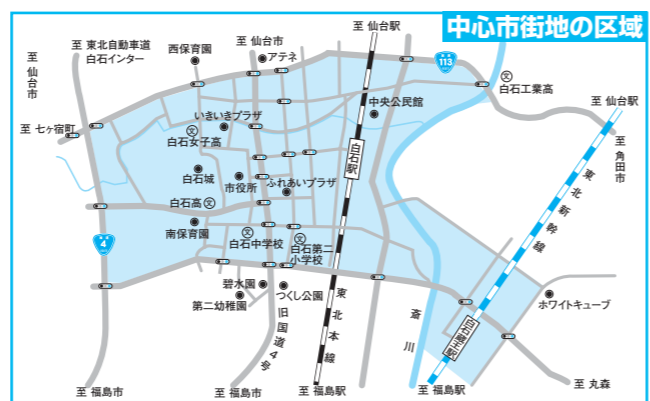 中心市街地の区域
至 仙台駅
至 東北自動車道
白石インター
西保育園
至 仙台市
アテネ
至 仙台市
113
白石工業高
至 仙台駅
中央公民館
至 七ヶ宿町
いきいきプラザ
白石女子高
文
文
至 角田市
白石駅
白石城
市役所
ふれあいプラザ
東北新幹線
白石高
文
南保育園
4
文
白石中学校
文
白石第二
小学校
碧水園
つくし公園
第二幼稚園
旧国道4号
東北本線
斎川
白石蔵王駅
ホワイトキューブ
至 福島市
至 福島市
至 福島駅
至 福島駅
至 丸森